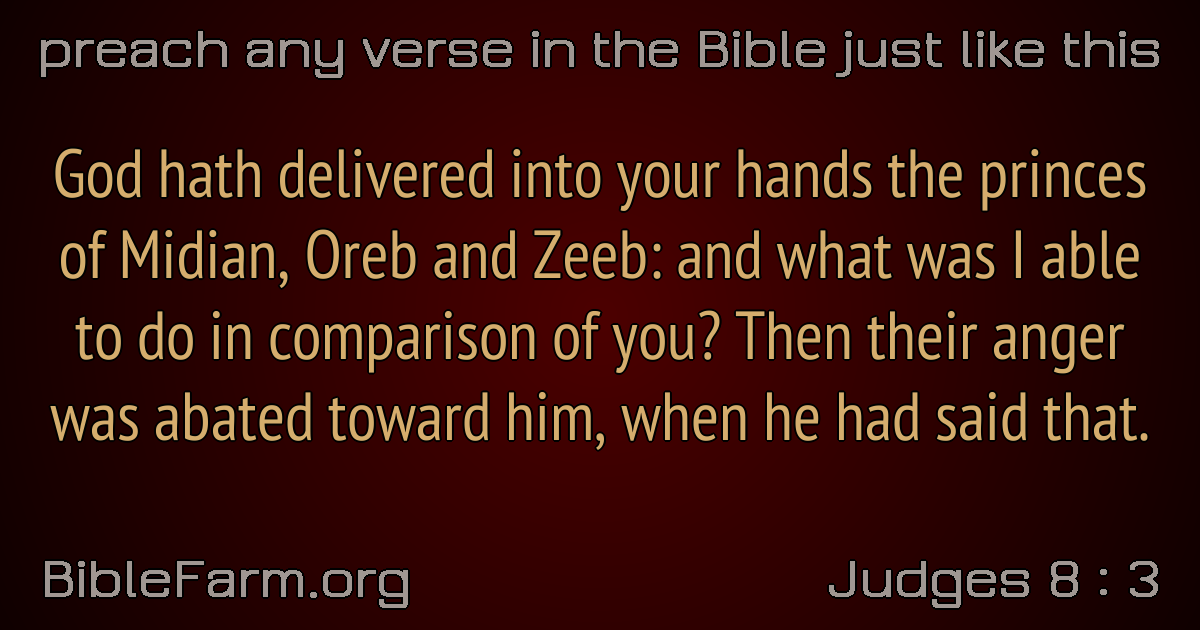 preach any verse in the Bible just like this
God hath delivered into your hands the princes
of Midian, Oreb and Zeeb: and what was I able
to do in comparison of you? Then their anger
was abated toward him, when he had said that.
BibleFarm.org
Judges 8 : 3